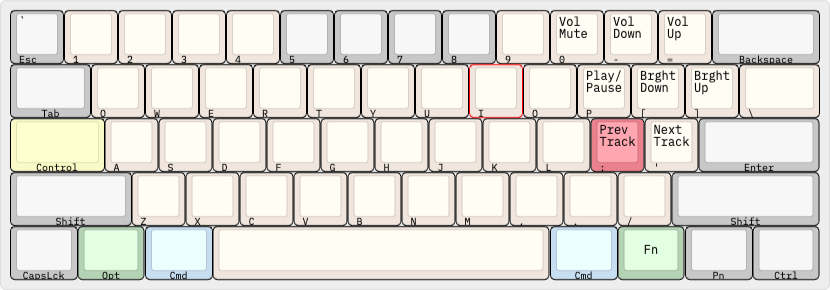 ` Vol Mute Vol Down Vol Up
Esc 1 2 3 4 5 6 7 8 9 0 - = Backspace
Play/ Pause Brght Down Brght Up
Tab Q W E R T Y U I O P [ ] \
Prev Track Next Track
Control A S D F G H J K L ; ' Enter
Shift Z X C V B N M , . / Shift
Fn
CapsLck Opt Cmd Cmd Pn Ctrl